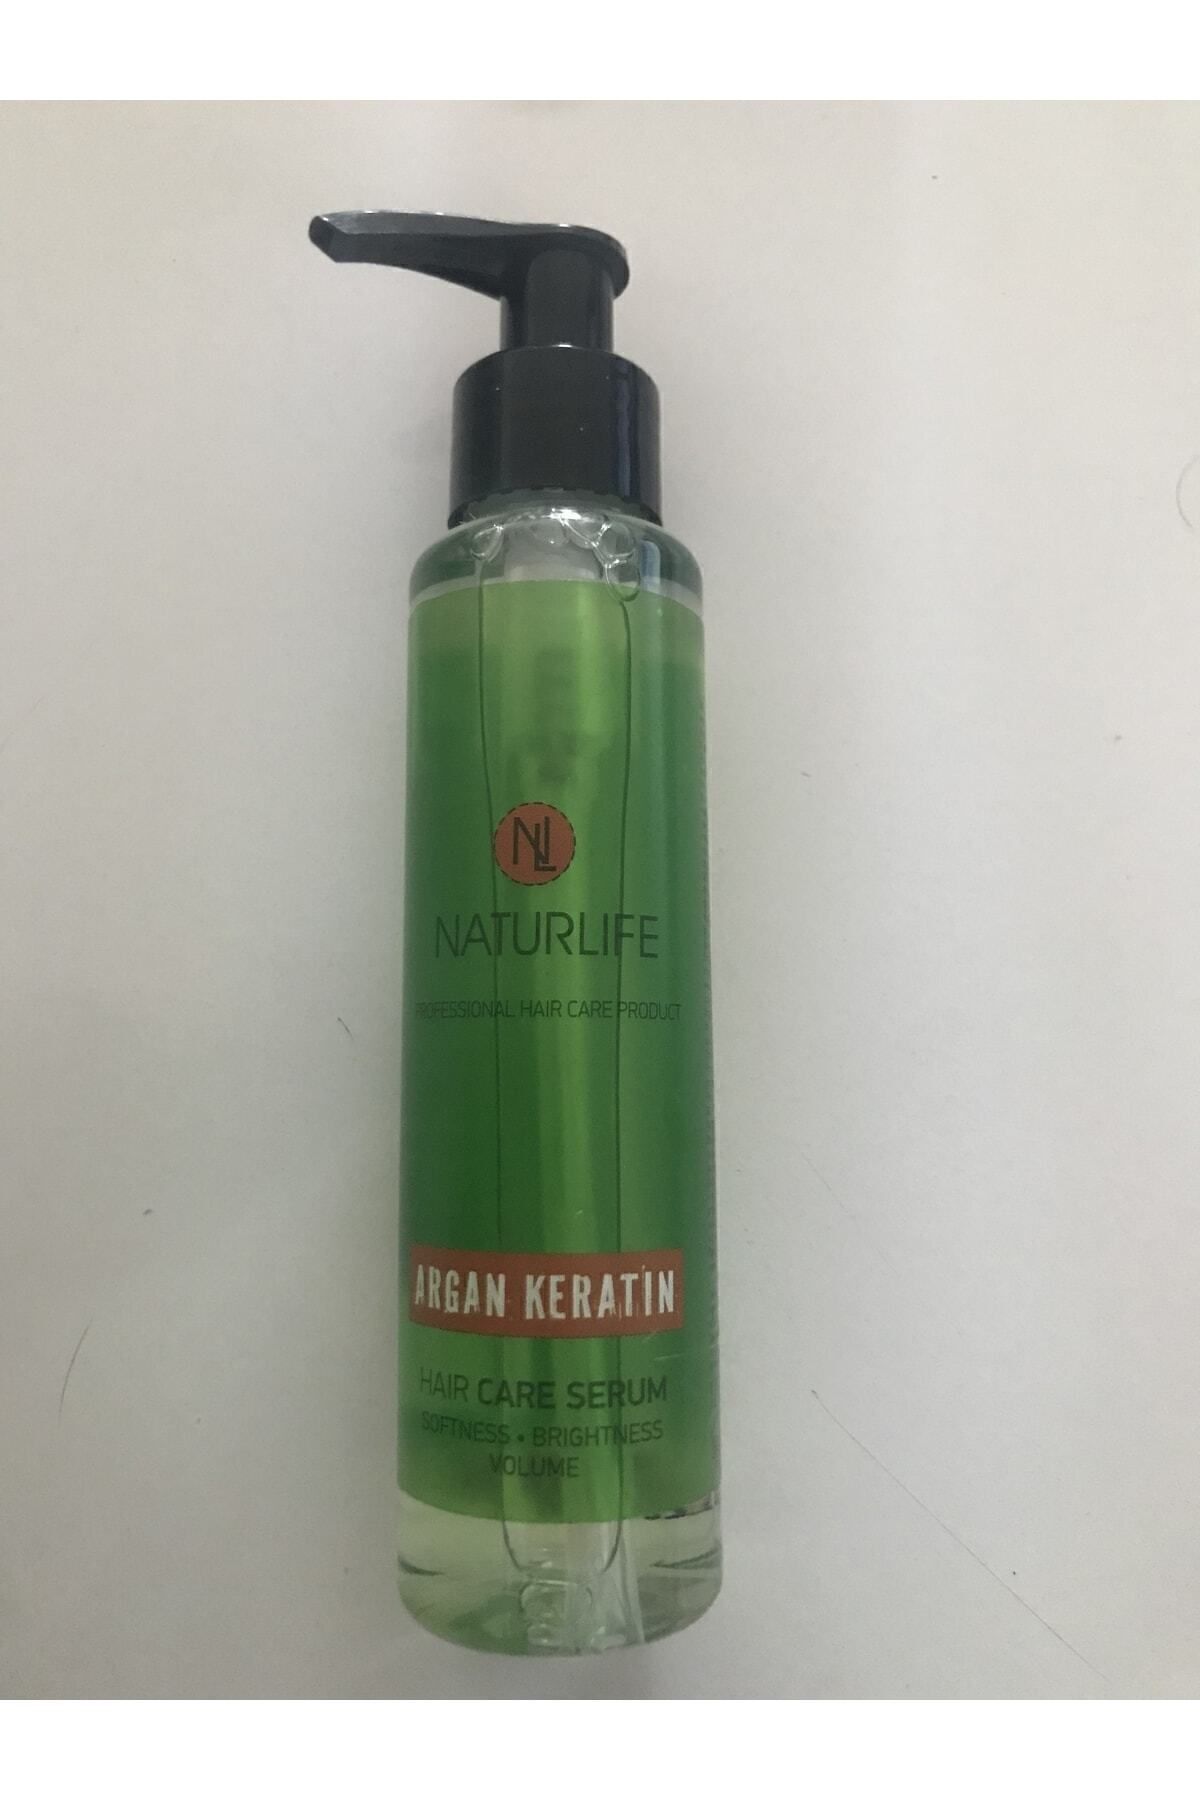 NL
NATURLIFE
PROFESSIONAL HAIR CARE PRODUCT
ARGAN KERATIN
HAIR CARE SERUM
SOFTNESS • BRIGHTNESS
VOLUME